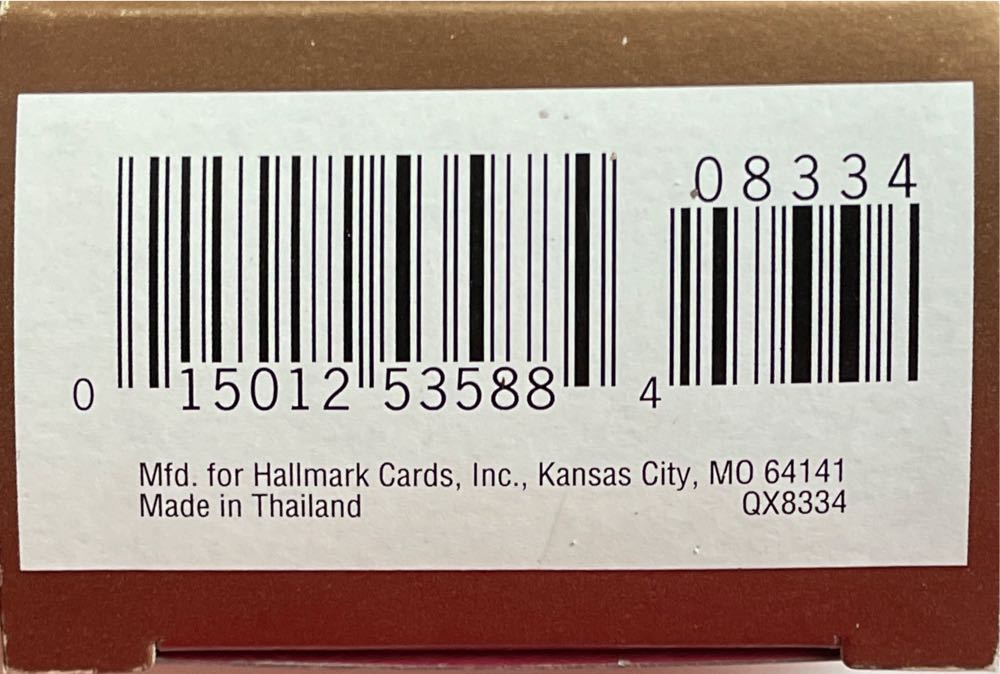 08334
0 15012 53588 4
Mfd. for Hallmark Cards, Inc., Kansas City, MO 64141
Made in Thailand QX8334